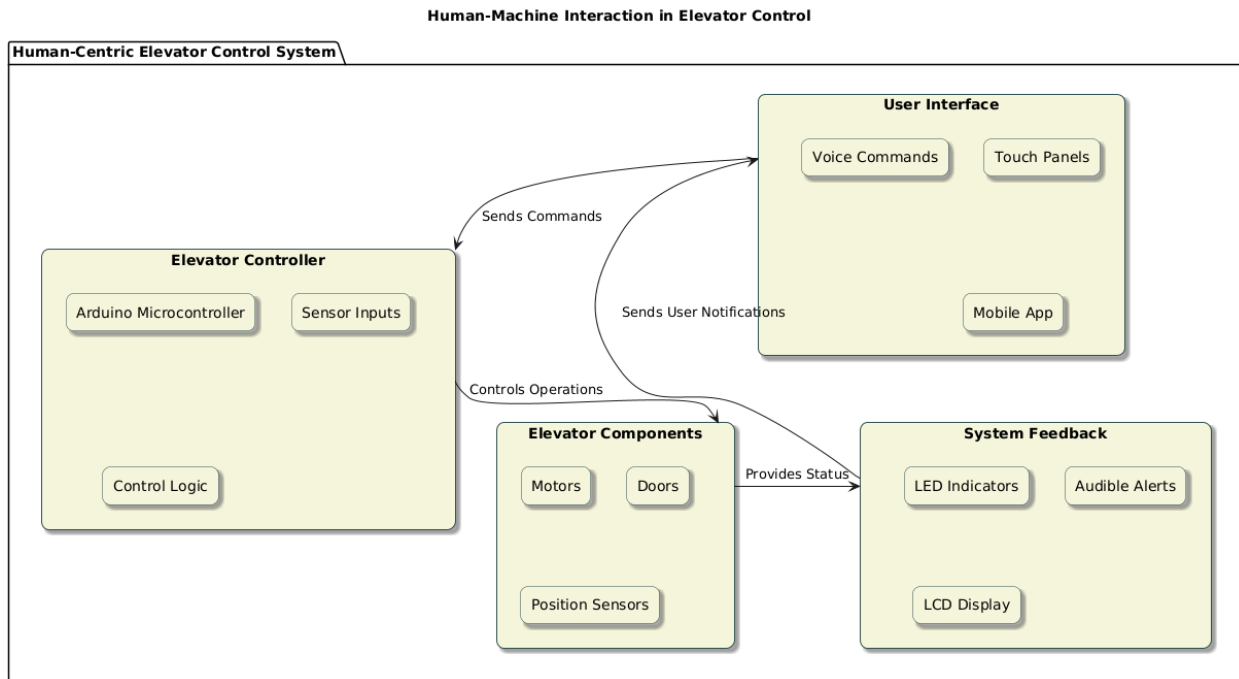 Human-Machine Interaction in Elevator Control
Human-Centric Elevator Control System
User Interface
Voice Commands
Touch Panels
Mobile App
Sends Commands
Elevator Controller
Arduino Microcontroller
Sensor Inputs
Control Logic
Sends User Notifications
Controls Operations
Elevator Components
Motors
Doors
Position Sensors
Provides Status
System Feedback
LED Indicators
Audible Alerts
LCD Display